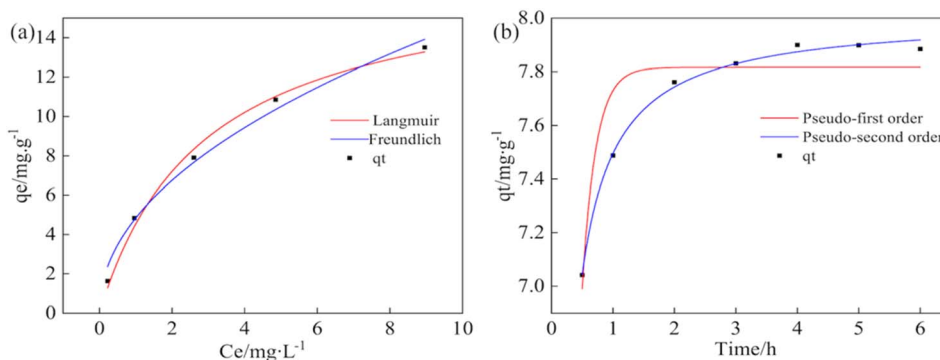 (a)
14
12
10
8
6
4
2
0
qe/mg.g⁻¹
Langmuir
Freundlich
qt
0 2 4 6 8 10
Ce/mg·L⁻¹
(b)
8.0
7.8
7.6
7.4
7.2
7.0
qt/mg·g⁻¹
Pseudo-first order
Pseudo-second order
qt
0 1 2 3 4 5 6
Time/h